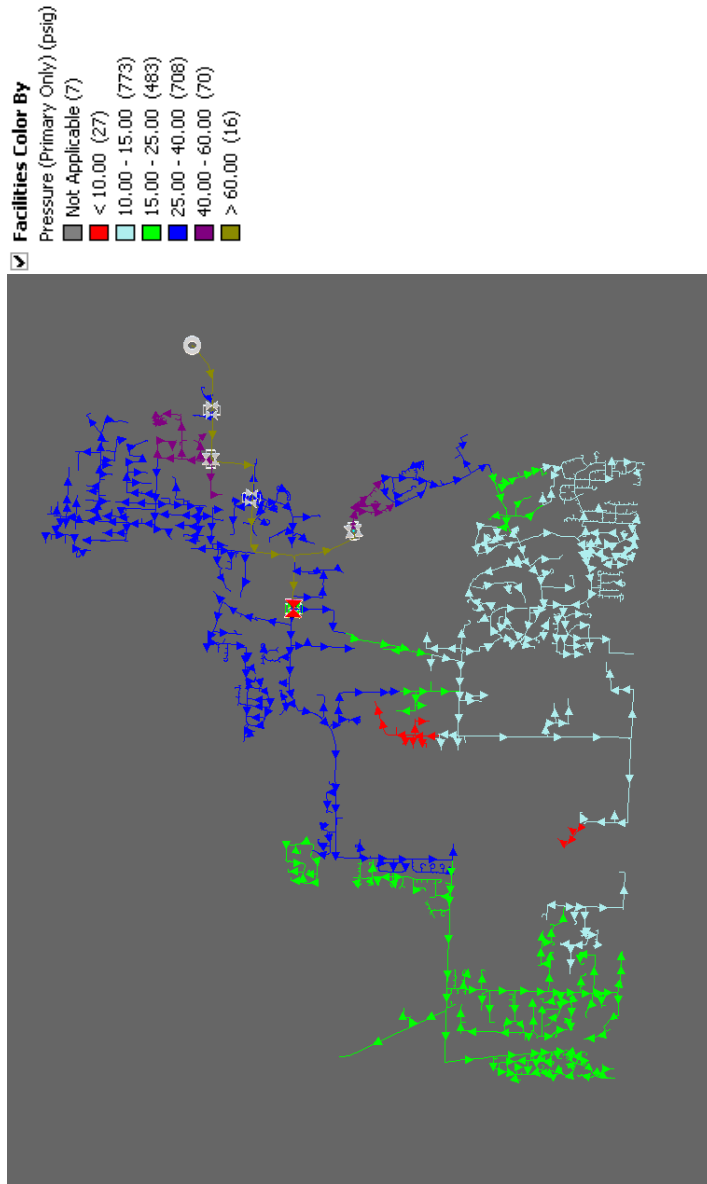 Facilities Color By
Pressure (Primary Only) (psig)
Not Applicable (7)
< 10.00 (27)
10.00 - 15.00 (773)
15.00 - 25.00 (483)
25.00 - 40.00 (708)
40.00 - 60.00 (70)
> 60.00 (16)